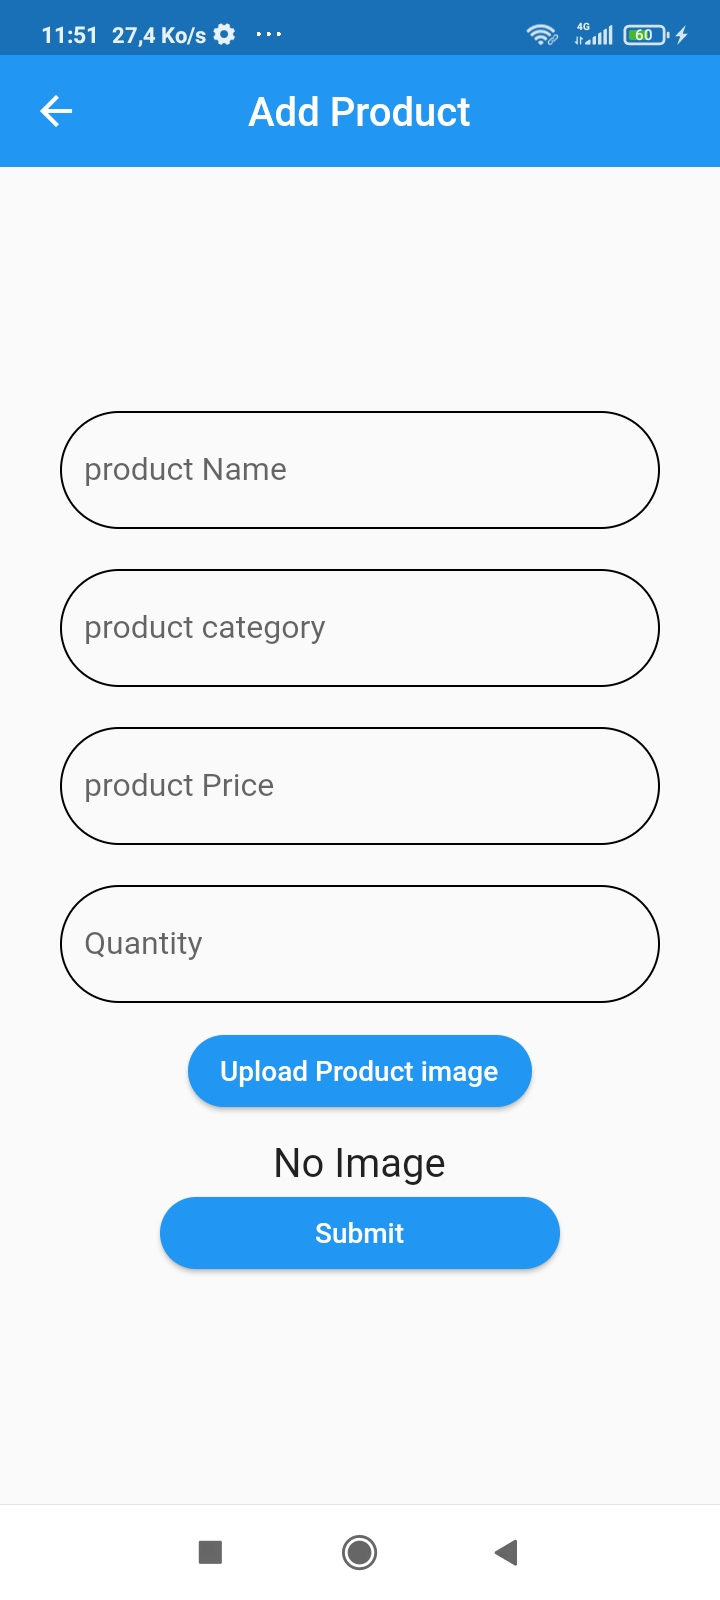 11:51 27,4 Ko/s ... 4G 60
Add Product
product Name
product category
product Price
Quantity
Upload Product image
No Image
Submit